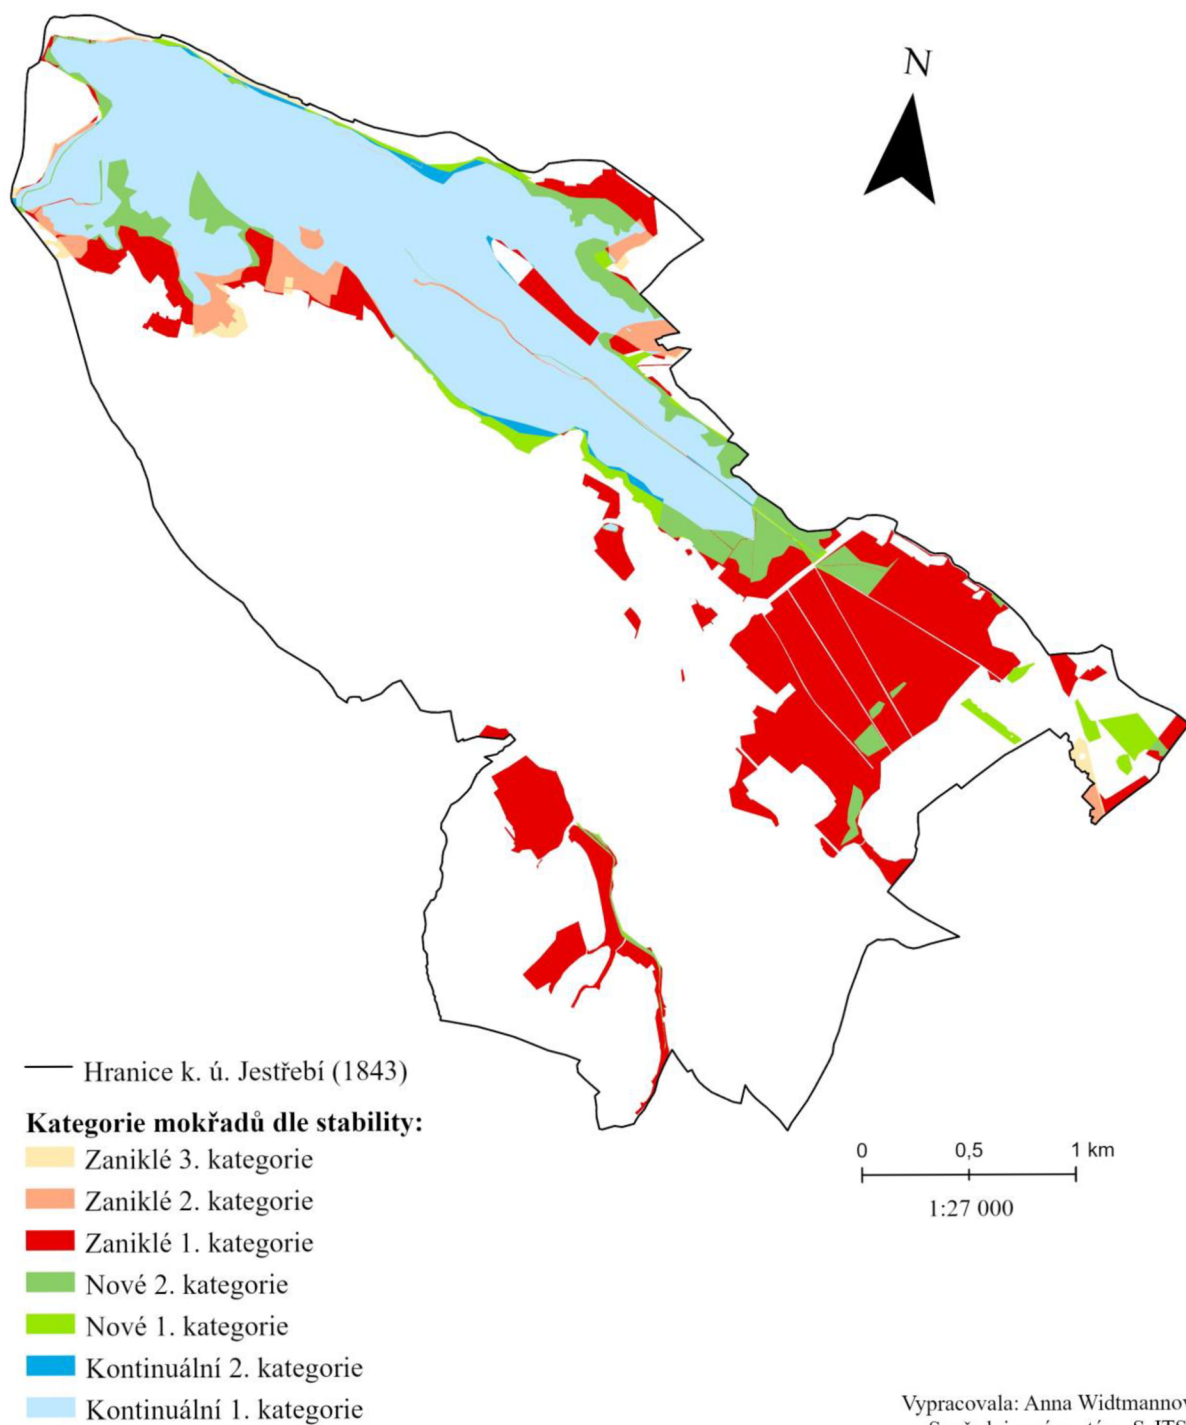 N
Hranice k. ú. Jestřebí (1843)
Kategorie mokřadů dle stability:
Zaniklé 3. kategorie
Zaniklé 2. kategorie
Zaniklé 1. kategorie
Nové 2. kategorie
Nové 1. kategorie
Kontinuální 2. kategorie
Kontinuální 1. kategorie
0 0,5 1 km
1:27 000
Vypracovala: Anna